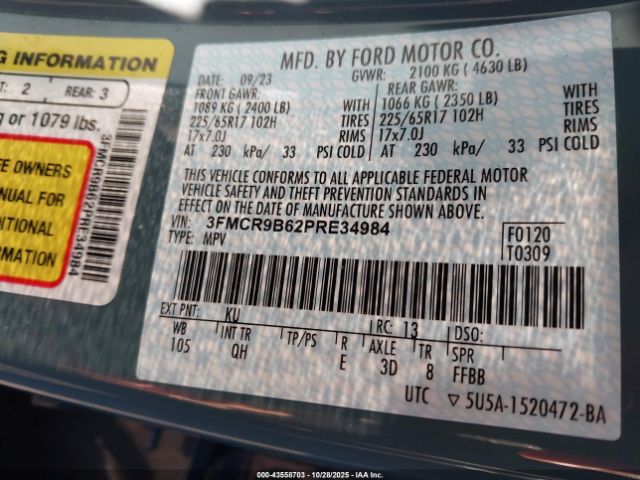 G INFORMATION
T: 2 REAR: 3
g or 1079 lbs.
E OWNERS
ANUAL FOR
DITIONAL
RMATION
3FMCR9B62PRE34984
MFD. BY FORD MOTOR CO.
DATE: 09/23 GVWR: 2100 KG ( 4630 LB)
FRONT GAWR: REAR GAWR:
1089 KG ( 2400 LB) WITH 1066 KG ( 2350 LB) WITH
225/65R17 102H TIRES 225/65R17 102H TIRES
17x7.0J RIMS 17x7.0J RIMS
AT 230 kPa/ 33 PSI COLD AT 230 kPa/ 33 PSI COLD
THIS VEHICLE CONFORMS TO ALL APPLICABLE FEDERAL MOTOR
VEHICLE SAFETY AND THEFT PREVENTION STANDARDS IN
EFFECT ON THE DATE OF MANUFACTURE SHOWN ABOVE.
VIN: 3FMCR9B62PRE34984
TYPE: MPV
F0120
T0309
EXT PNT: KU RC: 13 DSO:
WB INT TR TP/PS R AXLE TR SPR
105 QH E 3D 8 FFBB
UTC ▽ 5U5A-1520472-BA
000-43558703 - 10/28/2025 - IAA Inc.